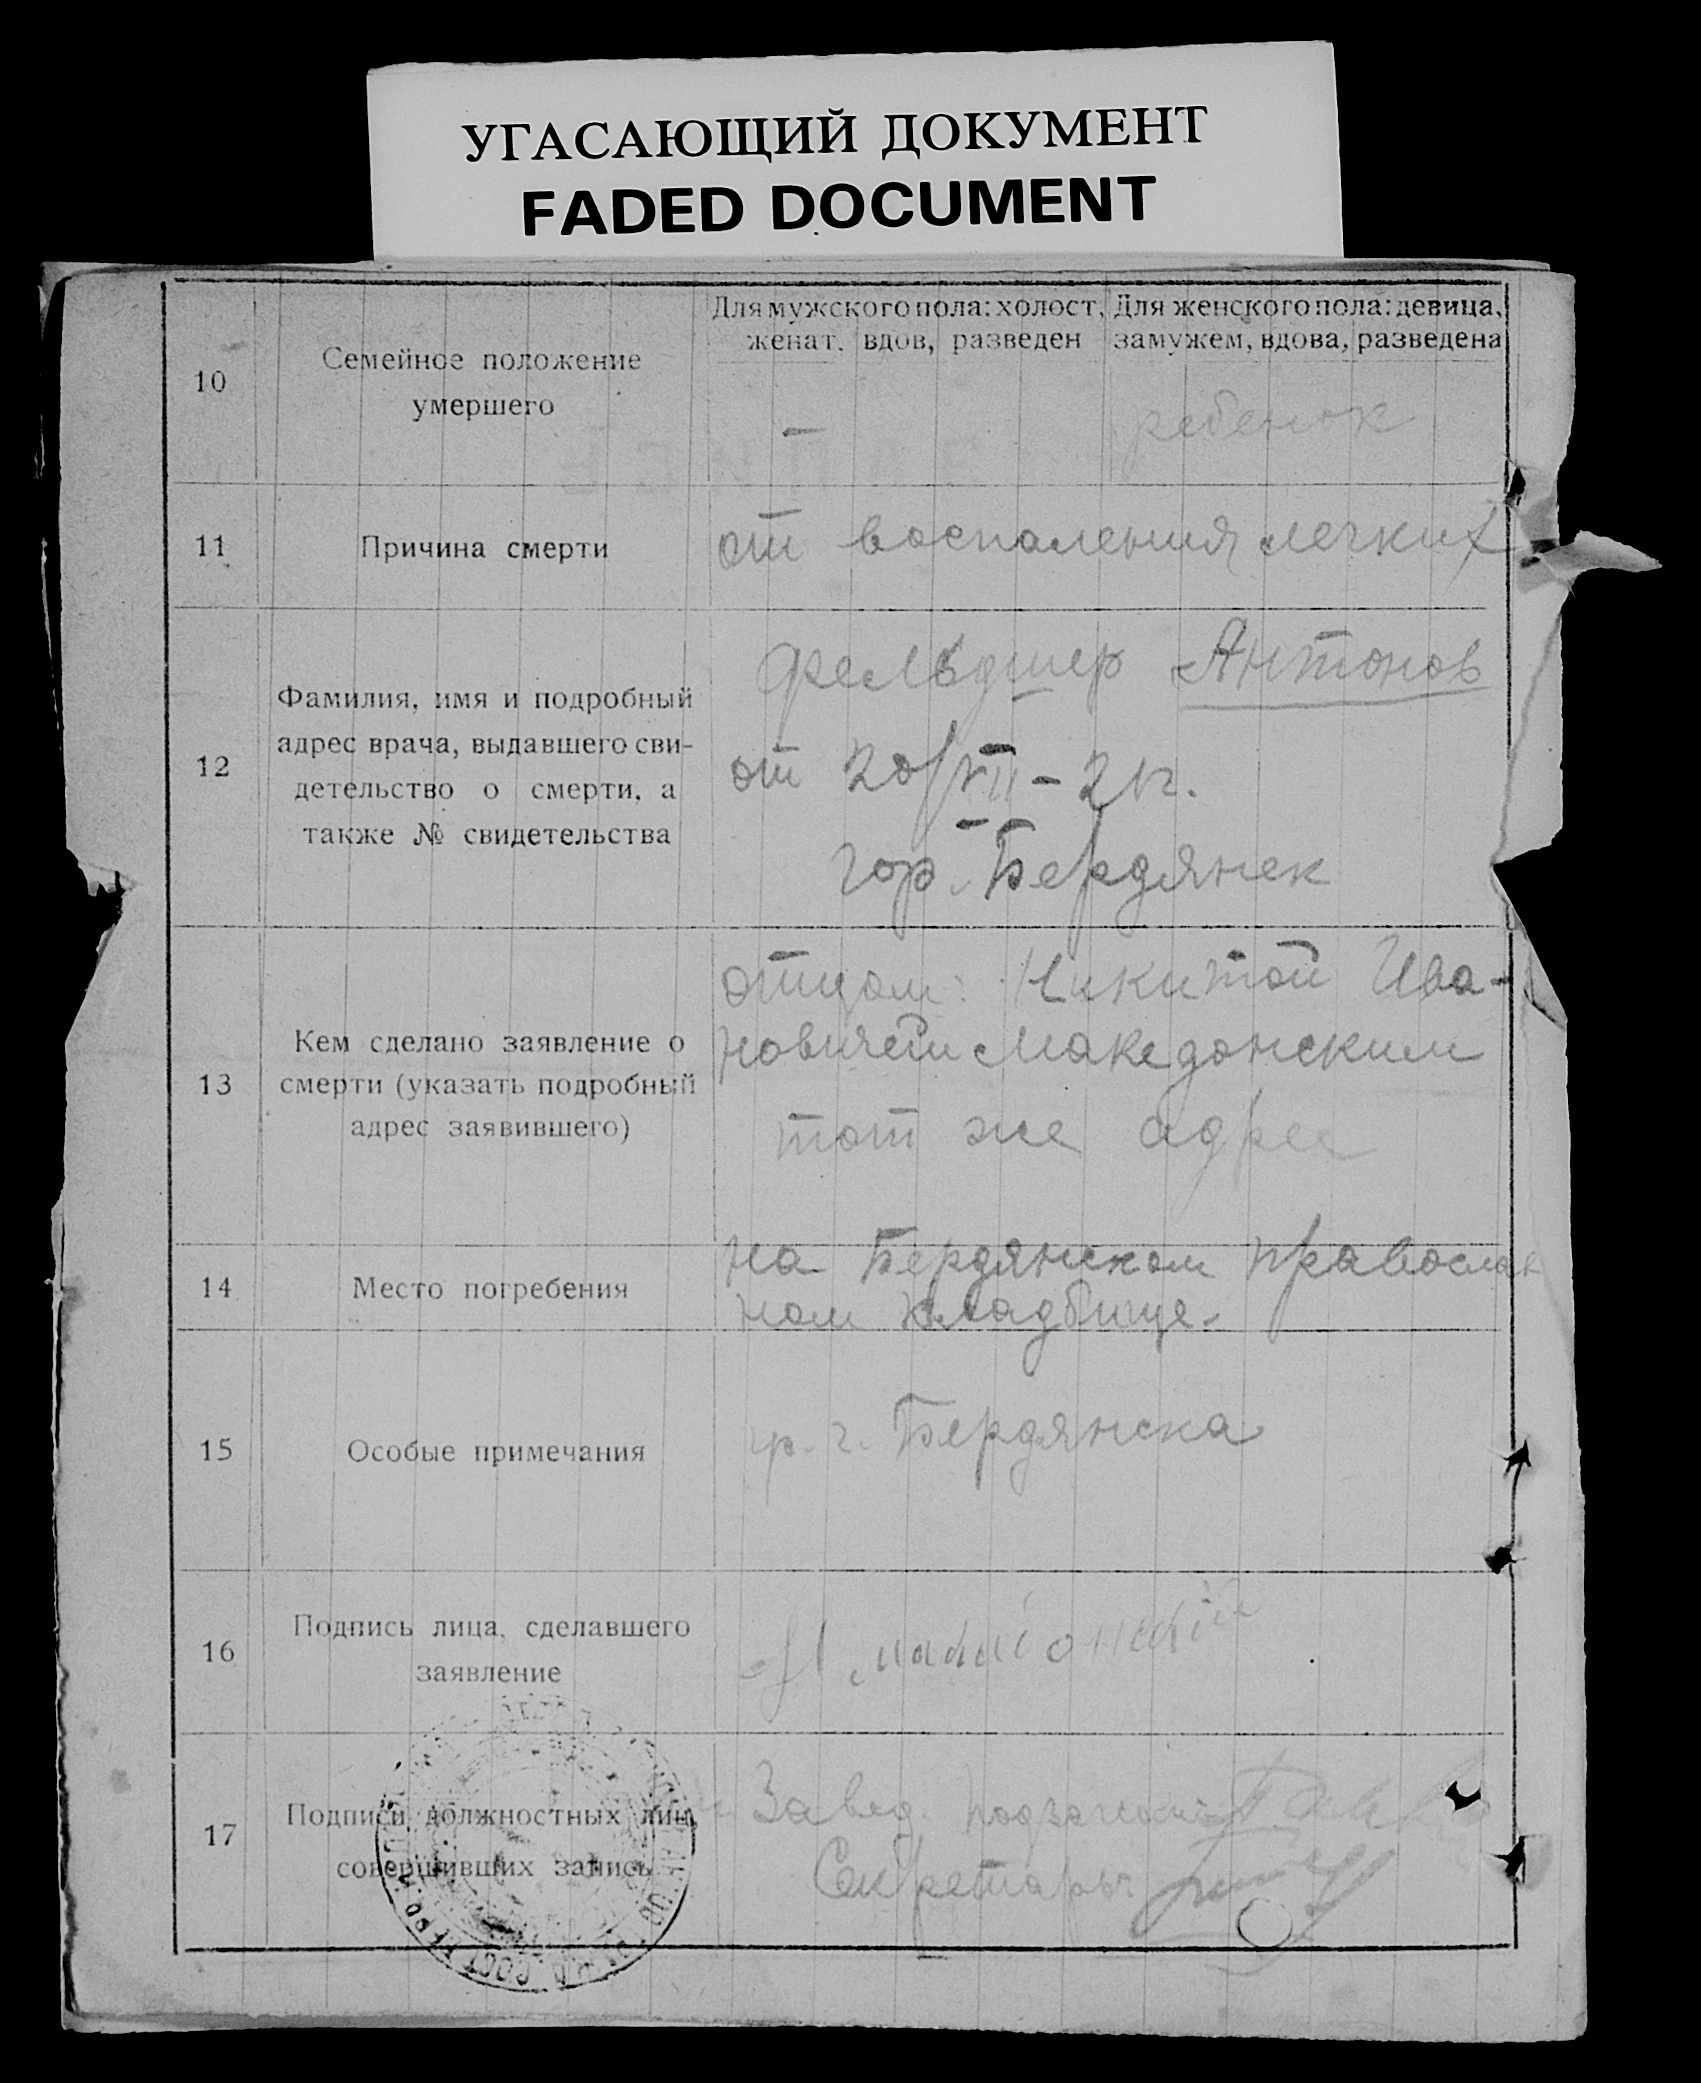 УГАСАЮЩИЙ ДОКУМЕНТ
FADED DOCUMENT
10
Семейное положение
умершего
Для мужского пола: холост,
женат, вдов, разведен
Для женского пола: девица,
замужем, вдова, разведена
—
ребенок
11
Причина смерти
от воспаления легких
12
Фамилия, имя и подробный
адрес врача, выдавшего сви-
детельство о смерти, а
также № свидетельства
фельдшер Антонов
от 20/VII - 21г.
гор. Бердянск
13
Кем сделано заявление о
смерти (указать подробный
адрес заявившего)
отцом: Никитой Ива-
новичем Македонским
тот же адрес
14
Место погребения
на Бердянском православ
ном кладбище.
15
Особые примечания
гр. г. Бердянска
16
Подпись лица, сделавшего
заявление
17
Подписи должностных лиц,
совершивших запись
Завед.
Секретарь